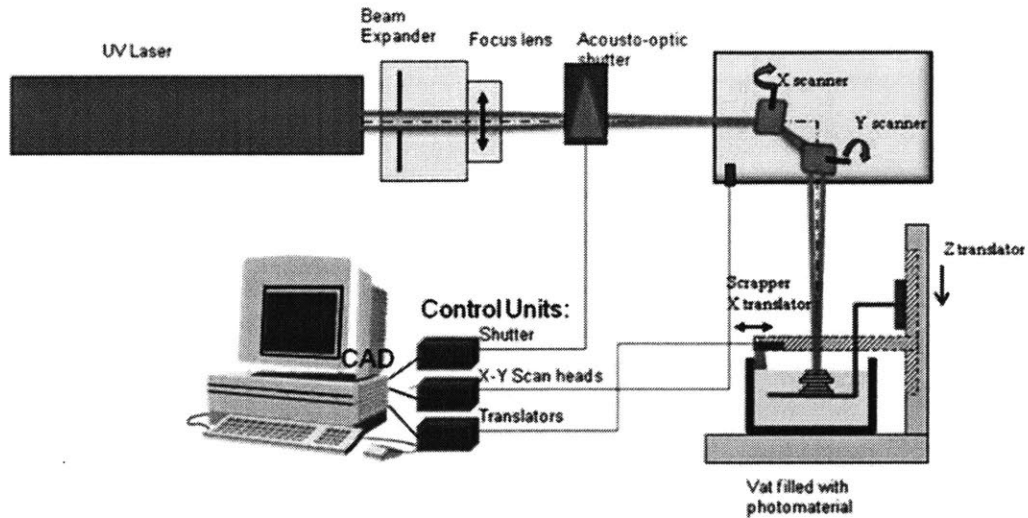 UV Laser
Beam
Expander
Focus lens
Acousto-optic
shutter
X scanner
Y scanner
Z translator
Scrapper
X translator
Control Units:
Shutter
CAD
X-Y Scan heads
Translators
Vat filled with
photomaterial